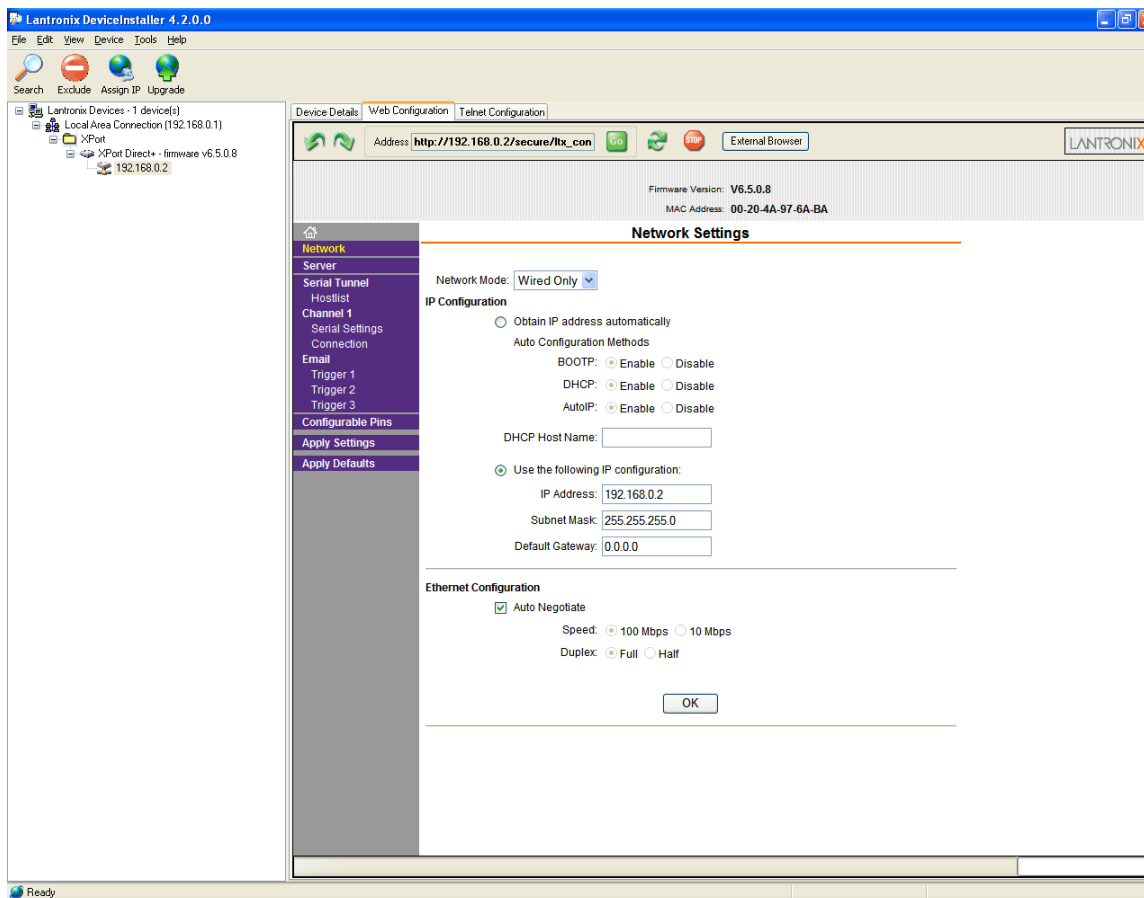 Lantronix DeviceInstaller 4.2.0.0
File Edit View Device Tools Help
Search Exclude Assign IP Upgrade
Lantronix Devices - 1 device(s)
Local Area Connection (192.168.0.1)
XPort
XPort Direct+ - firmware v6.5.0.8
192.168.0.2
Device Details Web Configuration Telnet Configuration
Address http://192.168.0.2/secure/ltx_con Go STOP External Browser LANTRONIX
Firmware Version: V6.5.0.8
MAC Address: 00-20-4A-97-6A-BA
Network
Server
Serial Tunnel
Hostlist
Channel 1
Serial Settings
Connection
Email
Trigger 1
Trigger 2
Trigger 3
Configurable Pins
Apply Settings
Apply Defaults
Network Settings
Network Mode: Wired Only
IP Configuration
Obtain IP address automatically
Auto Configuration Methods
BOOTP: Enable Disable
DHCP: Enable Disable
AutoIP: Enable Disable
DHCP Host Name:
Use the following IP configuration:
IP Address: 192.168.0.2
Subnet Mask: 255.255.255.0
Default Gateway: 0.0.0.0
Ethernet Configuration
Auto Negotiate
Speed: 100 Mbps 10 Mbps
Duplex: Full Half
OK
Ready